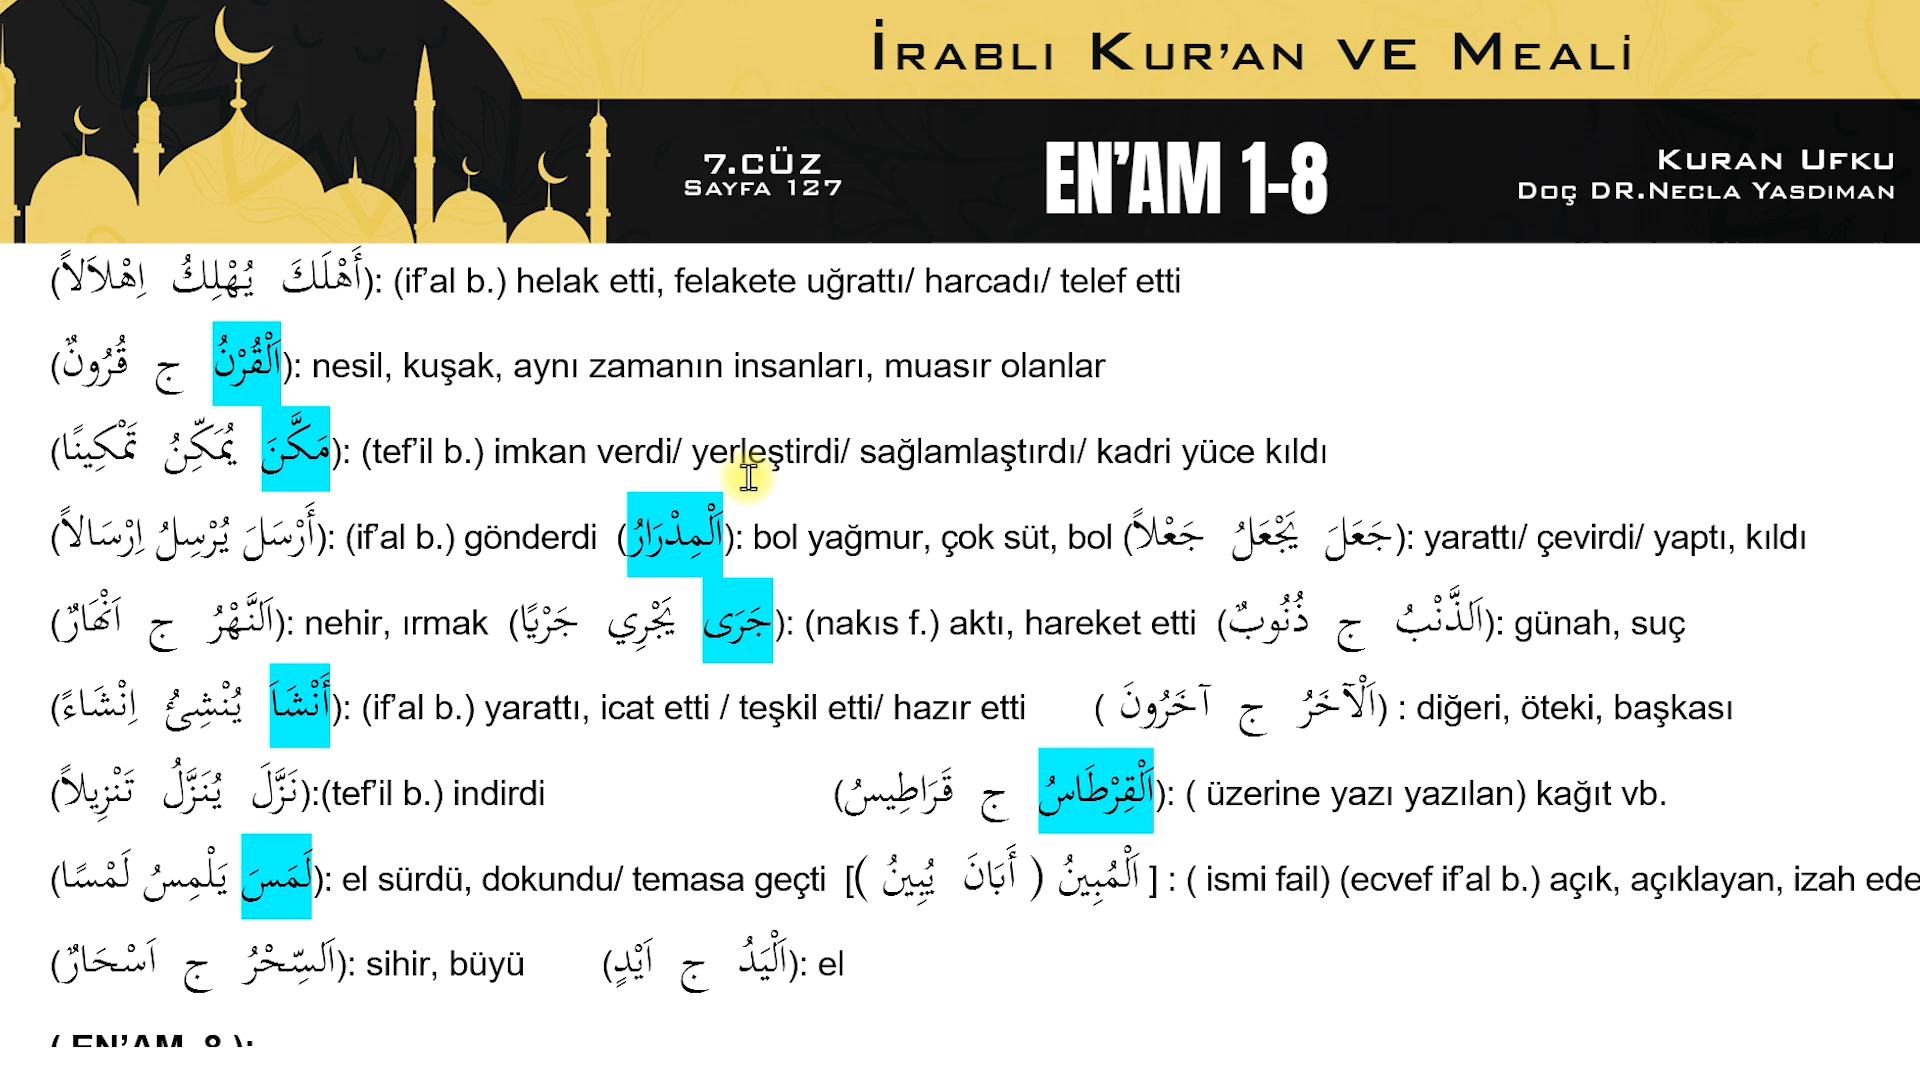 İRABLI KUR'AN VE MEALİ
7.CÜZ
SAYFA 127
EN'AM 1-8
KURAN UFKU
DOÇ DR.NECLA YASDIMAN
(أَهْلَكَ يُهْلِكُ اِهْلاَلاً): (if'al b.) helak etti, felakete uğrattı/ harcadı/ telef etti
(اَلْقُرْنُ ج قُرُونٌ): nesil, kuşak, aynı zamanın insanları, muasır olanlar
(مَكَّنَ يُمَكِّنُ تَمْكِينًا): (tef'il b.) imkan verdi/ yerleştirdi/ sağlamlaştırdı/ kadri yüce kıldı
(أَرْسَلَ يُرْسِلُ اِرْسَالاً): (if'al b.) gönderdi (اَلْمِدْرَارُ): bol yağmur, çok süt, bol (جَعَلَ يَجْعَلُ جَعْلاً): yarattı/ çevirdi/ yaptı, kıldı
(اَلنَّهْرُ ج اَنْهَارٌ): nehir, ırmak (جَرَى يَجْرِي جَرْيًا): (nakıs f.) aktı, hareket etti (اَلذَّنْبُ ج ذُنُوبٌ): günah, suç
(أَنْشَاَ يُنْشِئُ اِنْشَاءً): (if'al b.) yarattı, icat etti / teşkil etti/ hazır etti (اَلْآخَرُ ج آخَرُونَ ) : diğeri, öteki, başkası
(نَزَّلَ يُنَزَّلُ تَنْزِيلاً):(tef'il b.) indirdi (اَلْقِرْطَاسُ ج قَرَاطِيسُ): ( üzerine yazı yazılan) kağıt vb.
(لَمَسَ يَلْمِسُ لَمْسًا): el sürdü, dokundu/ temasa geçti [اَلْمُبِينُ ( أَبَانَ يُبِينُ )] : ( ismi fail) (ecvef if'al b.) açık, açıklayan, izah ede
(اَلسِّحْرُ ج اَسْحَارٌ): sihir, büyü (اَلْيَدُ ج اَيْدٍ): el
( EN'AM 8 ):